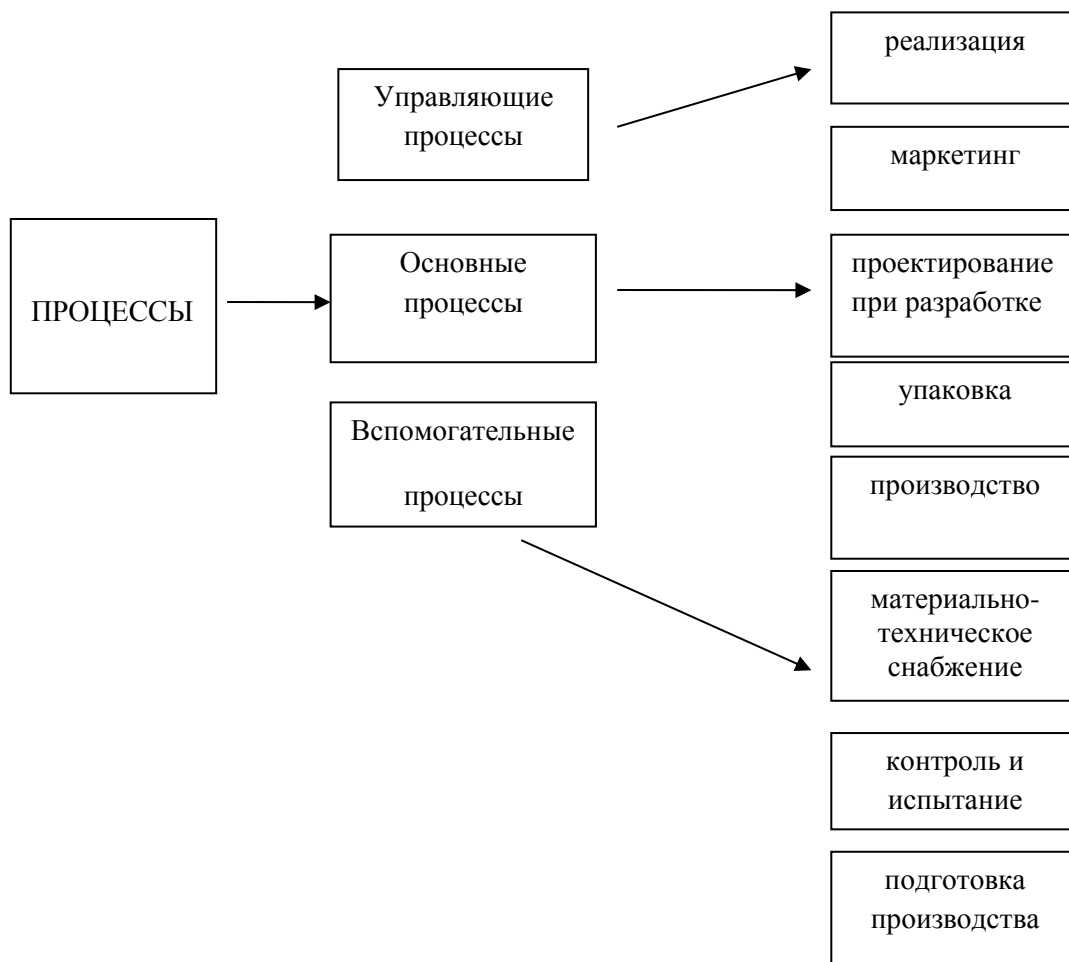 ПРОЦЕССЫ
Управляющие
процессы
Основные
процессы
Вспомогательные
процессы
реализация
маркетинг
проектирование
при разработке
упаковка
производство
материально-
техническое
снабжение
контроль и
испытание
подготовка
производства